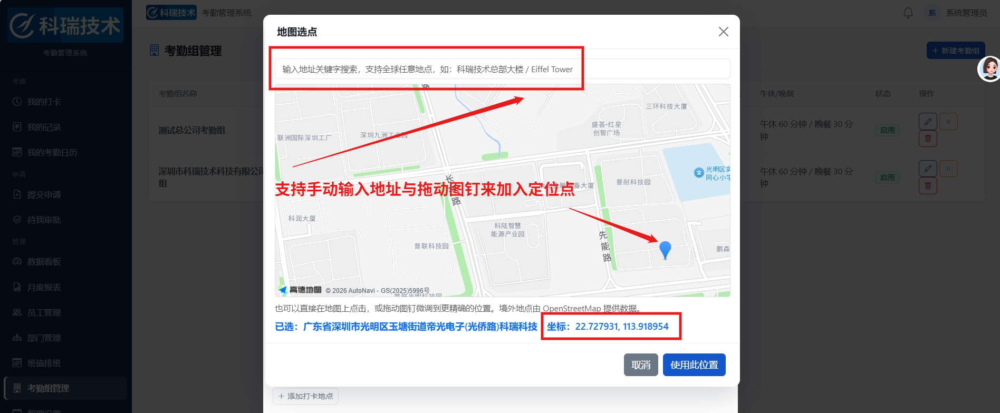 科瑞技术
考勤管理系统
考勤
我的打卡
我的记录
我的考勤日历
申请
提交申请
待我审批
管理
数据看板
月度报表
员工管理
部门管理
班值排班
考勤组管理
假期设置
科瑞技术 考勤管理系统
系 系统管理员
考勤组管理
+ 新建考勤组
考勤组名称
午休/晚餐 状态 操作
测试总公司考勤组
午休 60 分钟 / 晚餐 30 分
钟
启用
深圳市科瑞技术科技有限公司
组
午休 60 分钟 / 晚餐 30 分
钟
启用
地图选点
输入地址关键字搜索，支持全球任意地点，如：科瑞技术总部大楼 / Eiffel Tower
三环科技大厦
盛荟·红星
创智广场
联洲国际深圳工厂
深圳九洲工业园
光明区实
同心小学
文
普耐科技园
长
路
支持手动输入地址与拖动图钉来加入定位点
备大厦
科润大厦
科陆智慧
能源产业园
普联科技园
先
能
路
鹏森
高德地图 © 2026 AutoNavi - GS(2025)5996号
普联光明科技园
也可以直接在地图上点击，或拖动图钉微调到更精确的位置。境外地点由 OpenStreetMap 提供数据。
已选：广东省深圳市光明区玉塘街道帝光电子(光侨路)科瑞科技 坐标：22.727931, 113.918954
取消 使用此位置
+ 添加打卡地点